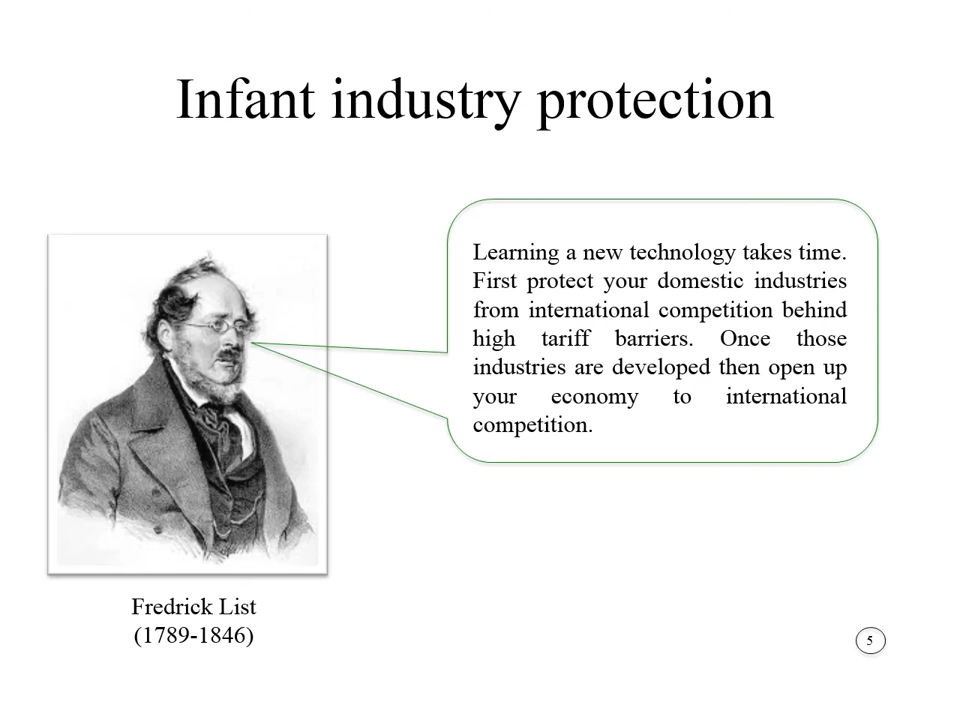 Infant industry protection
Learning a new technology takes time.
First protect your domestic industries
from international competition behind
high tariff barriers. Once those
industries are developed then open up
your economy to international
competition.
Fredrick List
(1789-1846)
5